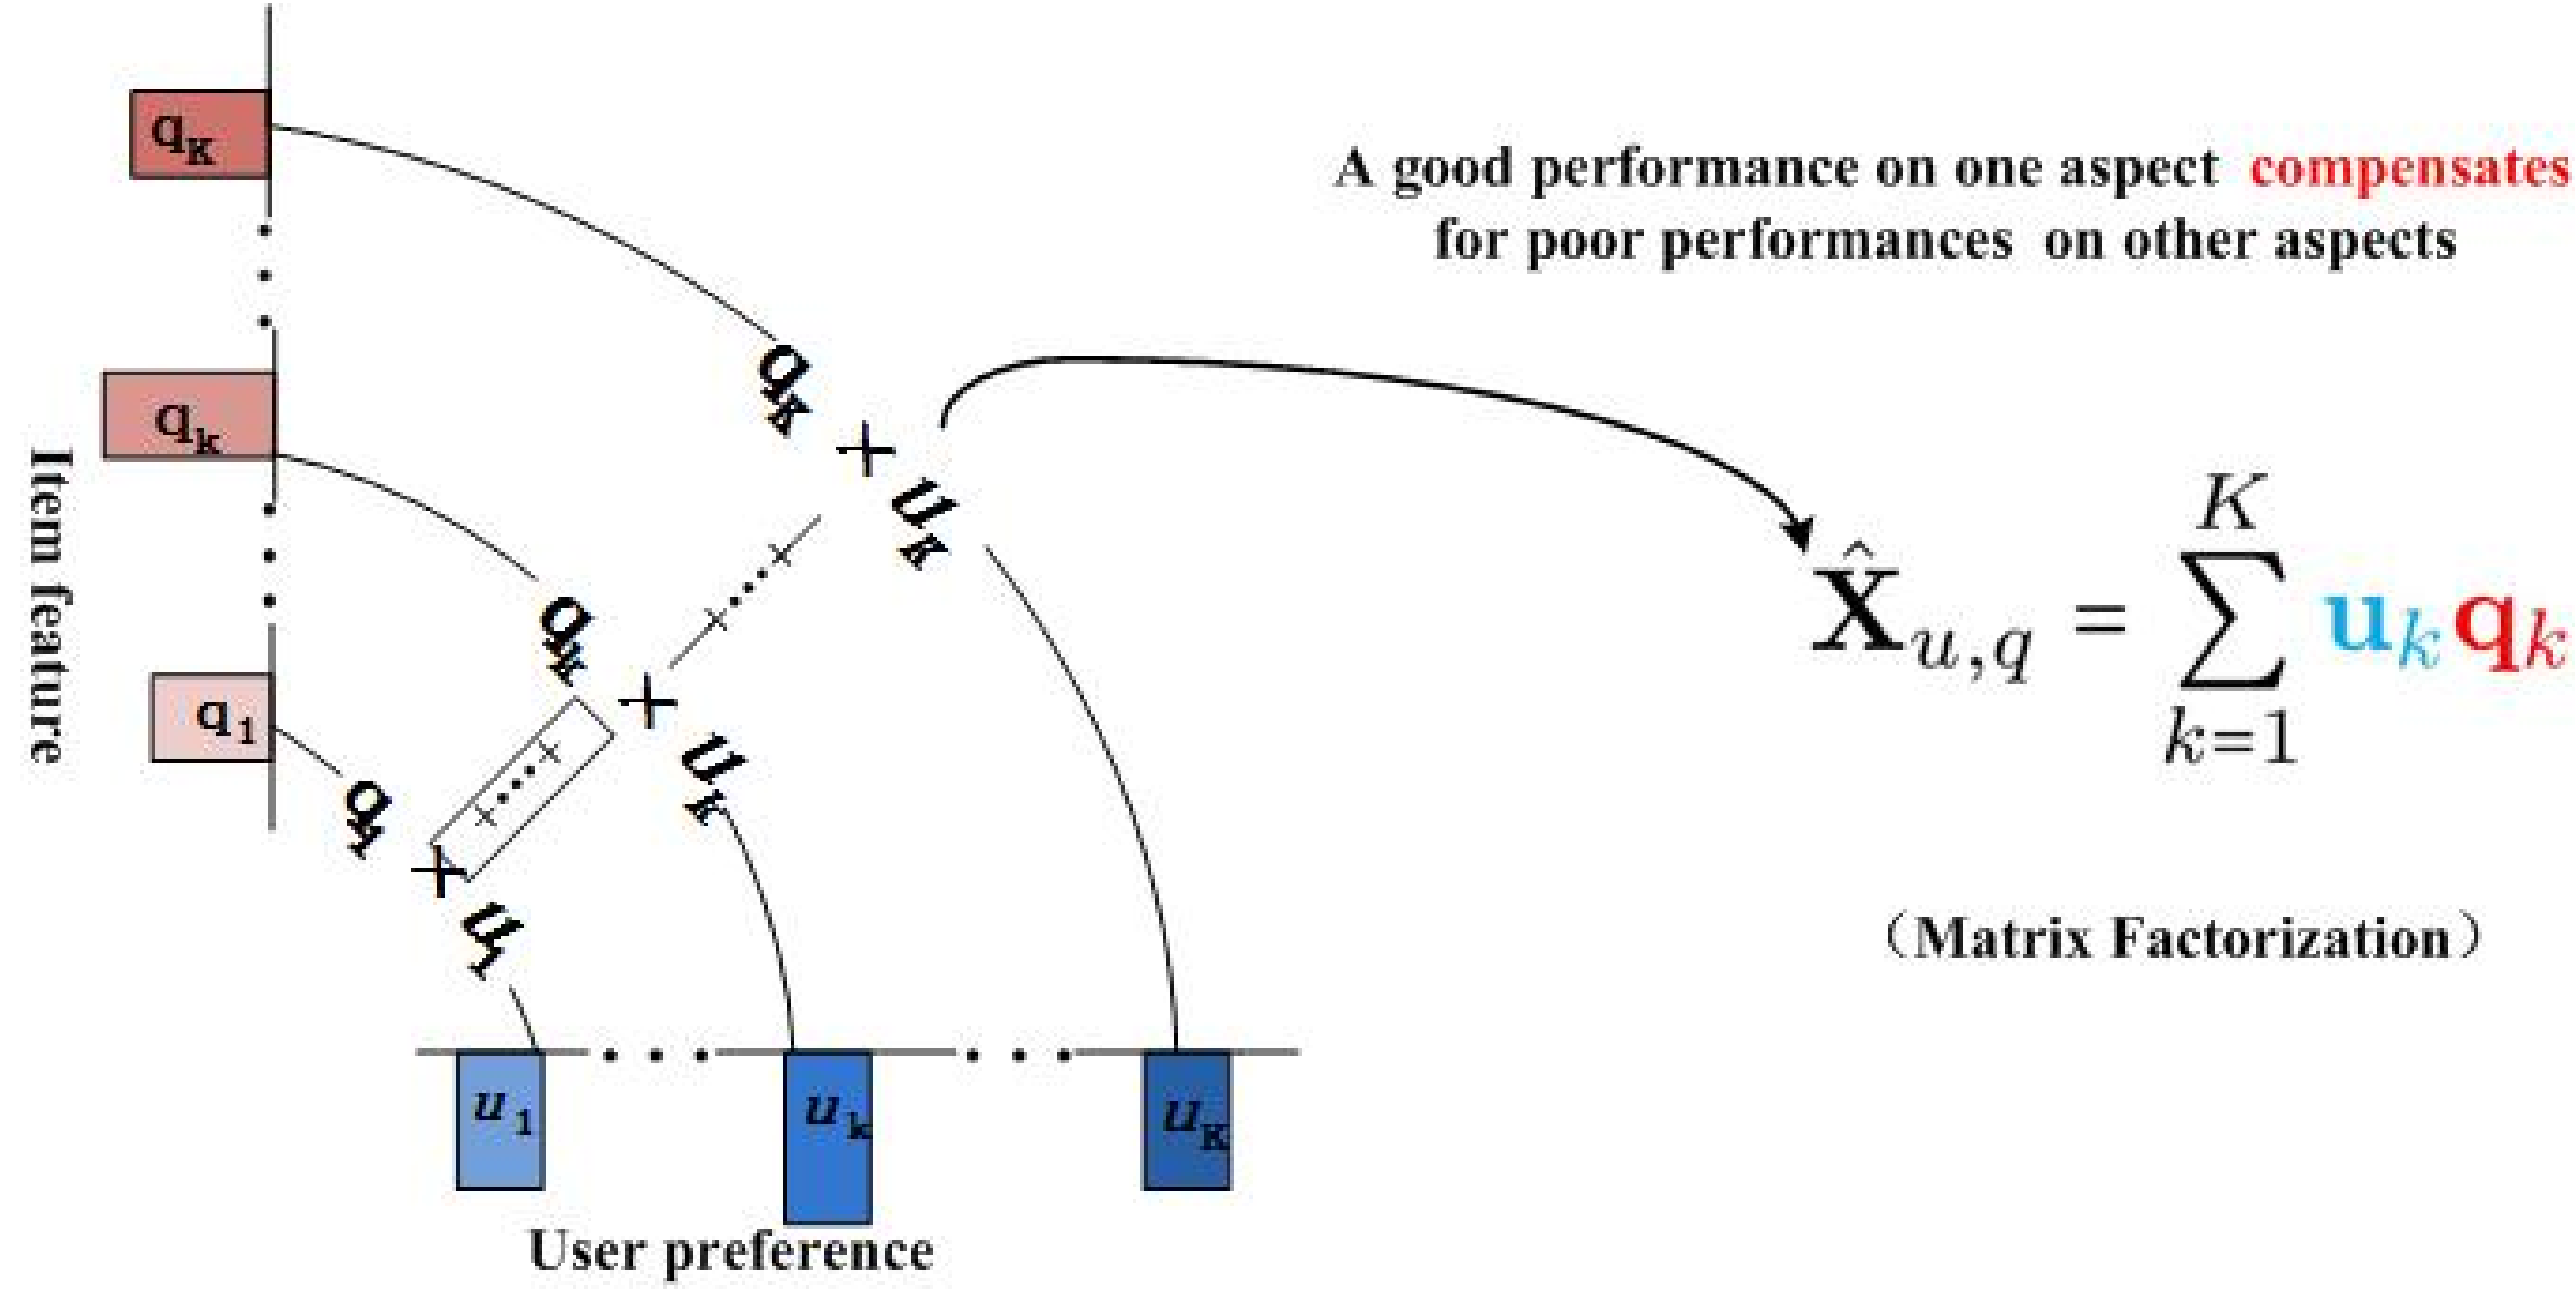 A good performance on one aspect compensates
for poor performances on other aspects
q_K
q_k
q_1
Item feature
q_K × u_K
q_k × u_k
q_1 × u_1
+ ..... +
+ ..... +
X̂_{u,q} = \sum_{k=1}^{K} u_k q_k
（Matrix Factorization）
u_1
u_k
u_K
User preference